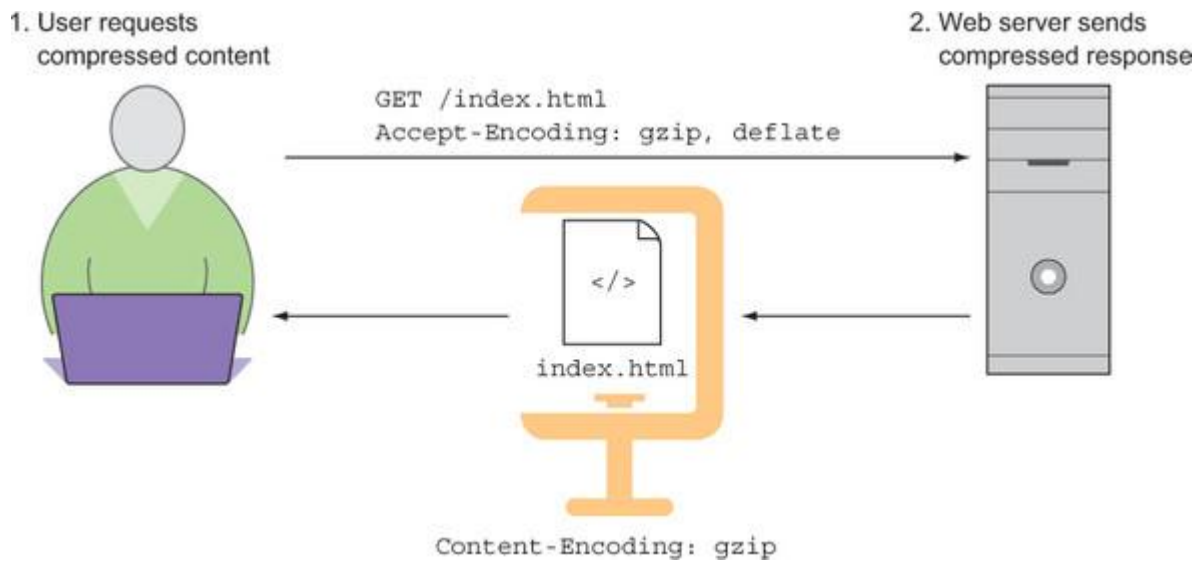 1. User requests
compressed content
2. Web server sends
compressed response
GET /index.html
Accept-Encoding: gzip, deflate
</>
index.html
Content-Encoding: gzip